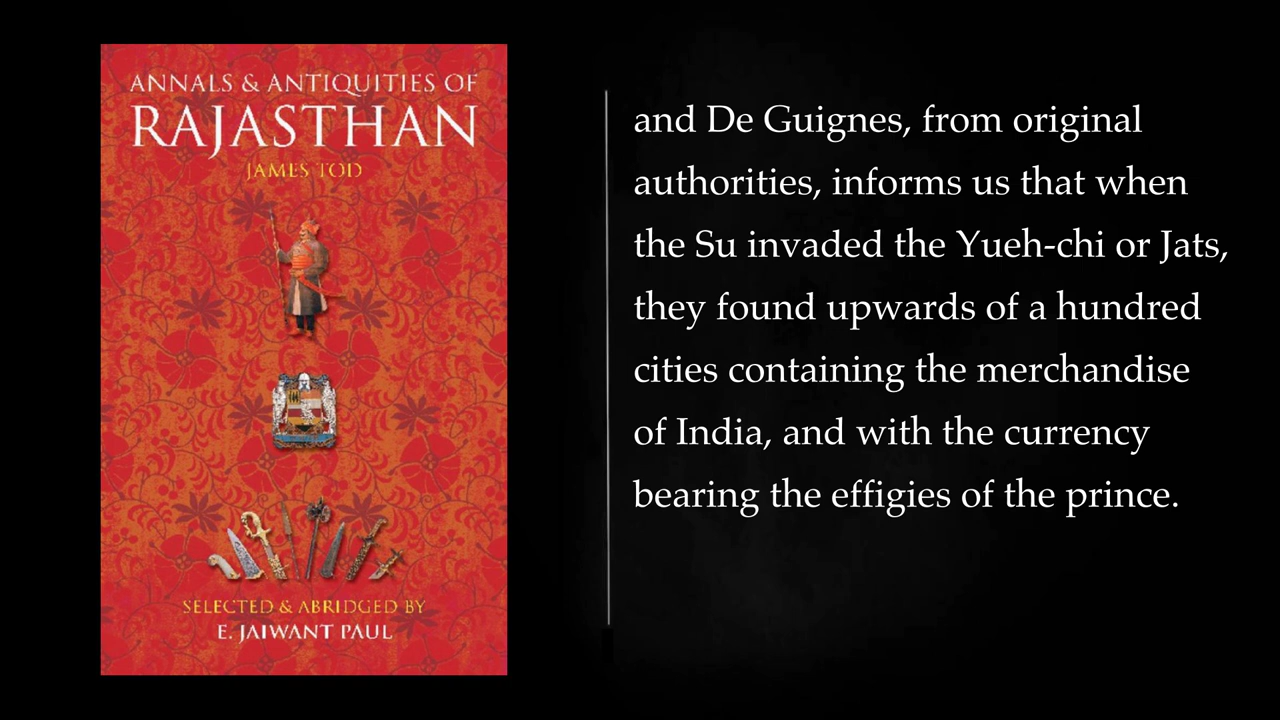 ANNALS & ANTIQUITIES OF
RAJASTHAN
JAMES TOD
SELECTED & ABRIDGED BY
E. JAIWANT PAUL
and De Guignes, from original
authorities, informs us that when
the Su invaded the Yueh-chi or Jats,
they found upwards of a hundred
cities containing the merchandise
of India, and with the currency
bearing the effigies of the prince.